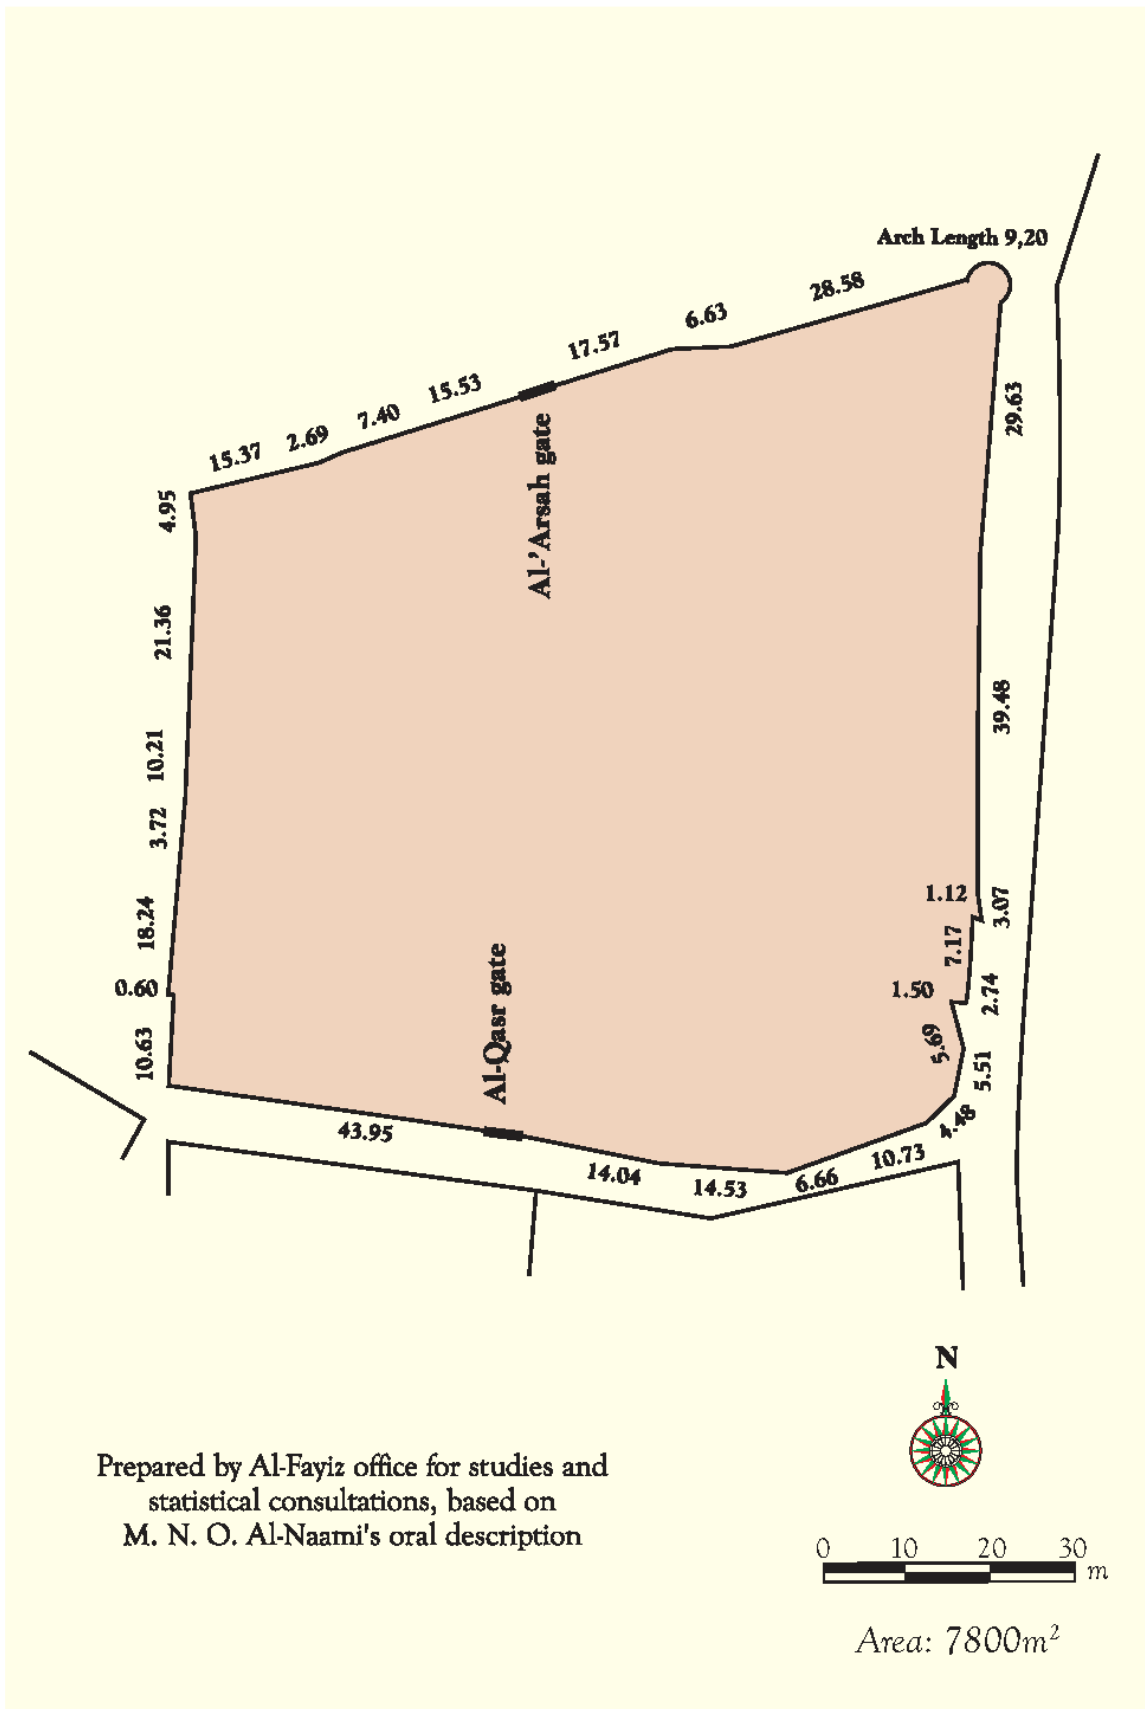 Arch Length 9,20
28.58
6.63
17.57
15.53
7.40
2.69
15.37
4.95
29.63
Al-'Arsah gate
21.36
39.48
10.21
3.72
1.12
3.07
18.24
7.17
0.60
1.50
2.74
Al-Qasr gate
10.63
5.69
5.51
43.95
4.48
14.04
14.53
6.66
10.73
N
Prepared by Al-Fayiz office for studies and
statistical consultations, based on
M. N. O. Al-Naami's oral description
0 10 20 30
m
Area: 7800m²